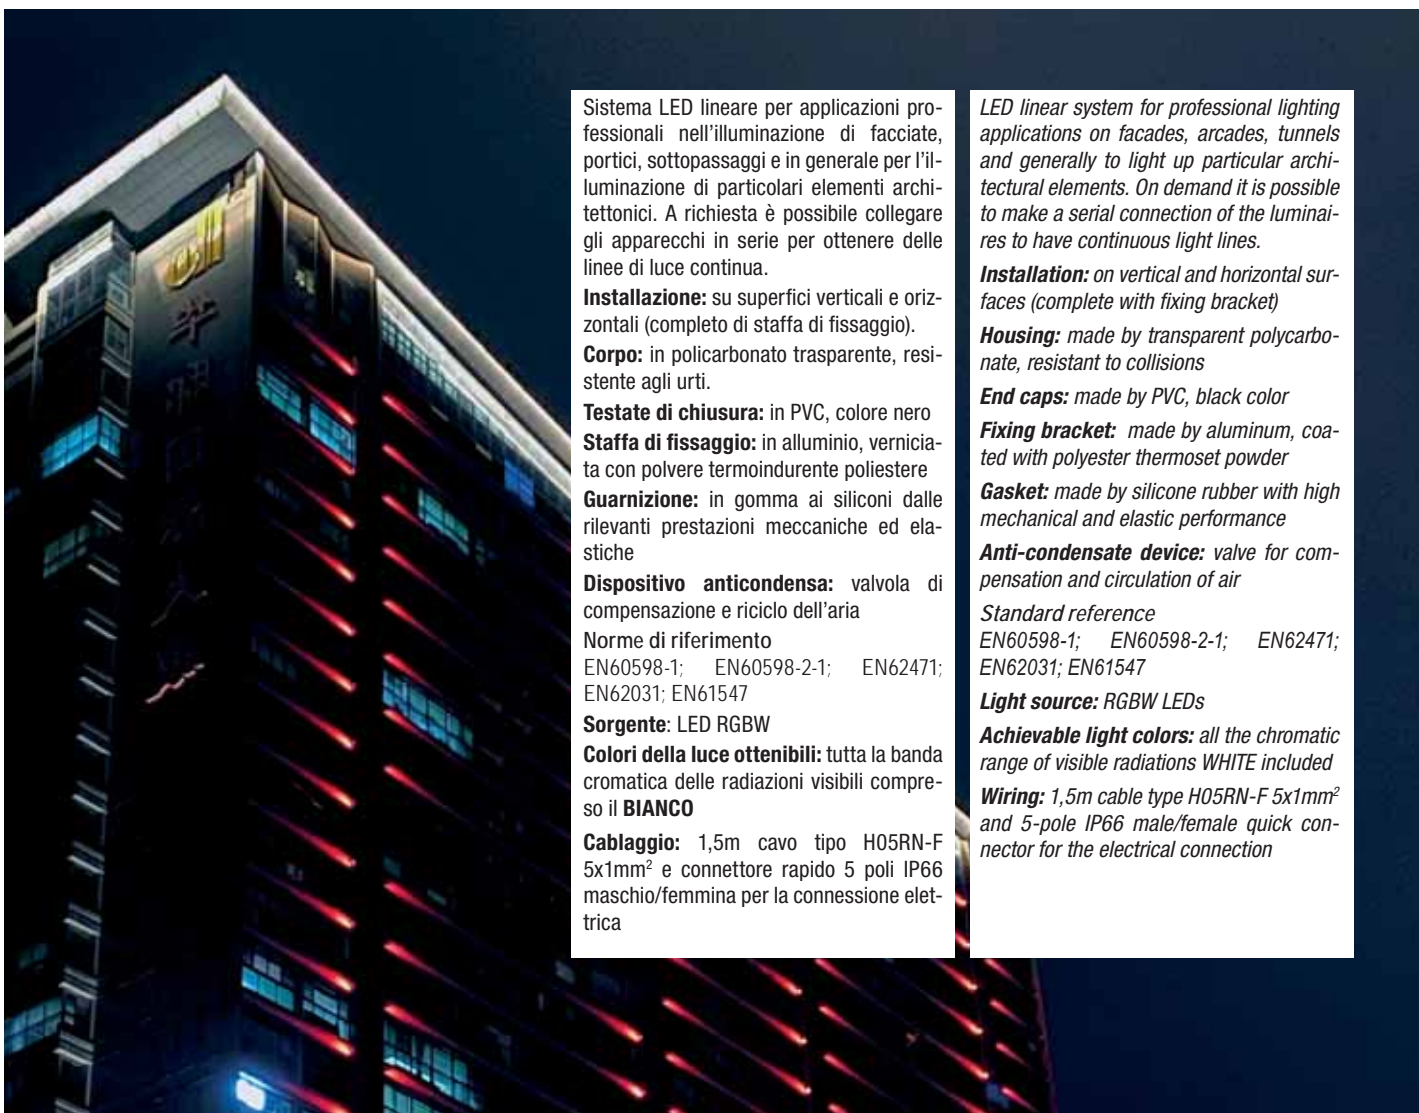 Sistema LED lineare per applicazioni pro-
fessionali nell'illuminazione di facciate,
portici, sottopassaggi e in generale per l'il-
luminazione di particolari elementi archi-
tettonici. A richiesta è possibile collegare
gli apparecchi in serie per ottenere delle
linee di luce continua.
Installazione: su superfici verticali e oriz-
zontali (completo di staffa di fissaggio).
Corpo: in policarbonato trasparente, resi-
stente agli urti.
Testate di chiusura: in PVC, colore nero
Staffa di fissaggio: in alluminio, vernicia-
ta con polvere termoindurente poliestere
Guarnizione: in gomma ai siliconi dalle
rilevanti prestazioni meccaniche ed ela-
stiche
Dispositivo anticondensa: valvola di
compensazione e riciclo dell'aria
Norme di riferimento
EN60598-1; EN60598-2-1; EN62471;
EN62031; EN61547
Sorgente: LED RGBW
Colori della luce ottenibili: tutta la banda
cromatica delle radiazioni visibili compre-
so il BIANCO
Cablaggio: 1,5m cavo tipo H05RN-F
5x1mm² e connettore rapido 5 poli IP66
maschio/femmina per la connessione elet-
trica
LED linear system for professional lighting
applications on facades, arcades, tunnels
and generally to light up particular archi-
tectural elements. On demand it is possible
to make a serial connection of the luminai-
res to have continuous light lines.
Installation: on vertical and horizontal sur-
faces (complete with fixing bracket)
Housing: made by transparent polycarbo-
nate, resistant to collisions
End caps: made by PVC, black color
Fixing bracket: made by aluminum, coa-
ted with polyester thermoset powder
Gasket: made by silicone rubber with high
mechanical and elastic performance
Anti-condensate device: valve for com-
pensation and circulation of air
Standard reference
EN60598-1; EN60598-2-1; EN62471;
EN62031; EN61547
Light source: RGBW LEDs
Achievable light colors: all the chromatic
range of visible radiations WHITE included
Wiring: 1,5m cable type H05RN-F 5x1mm²
and 5-pole IP66 male/female quick con-
nector for the electrical connection